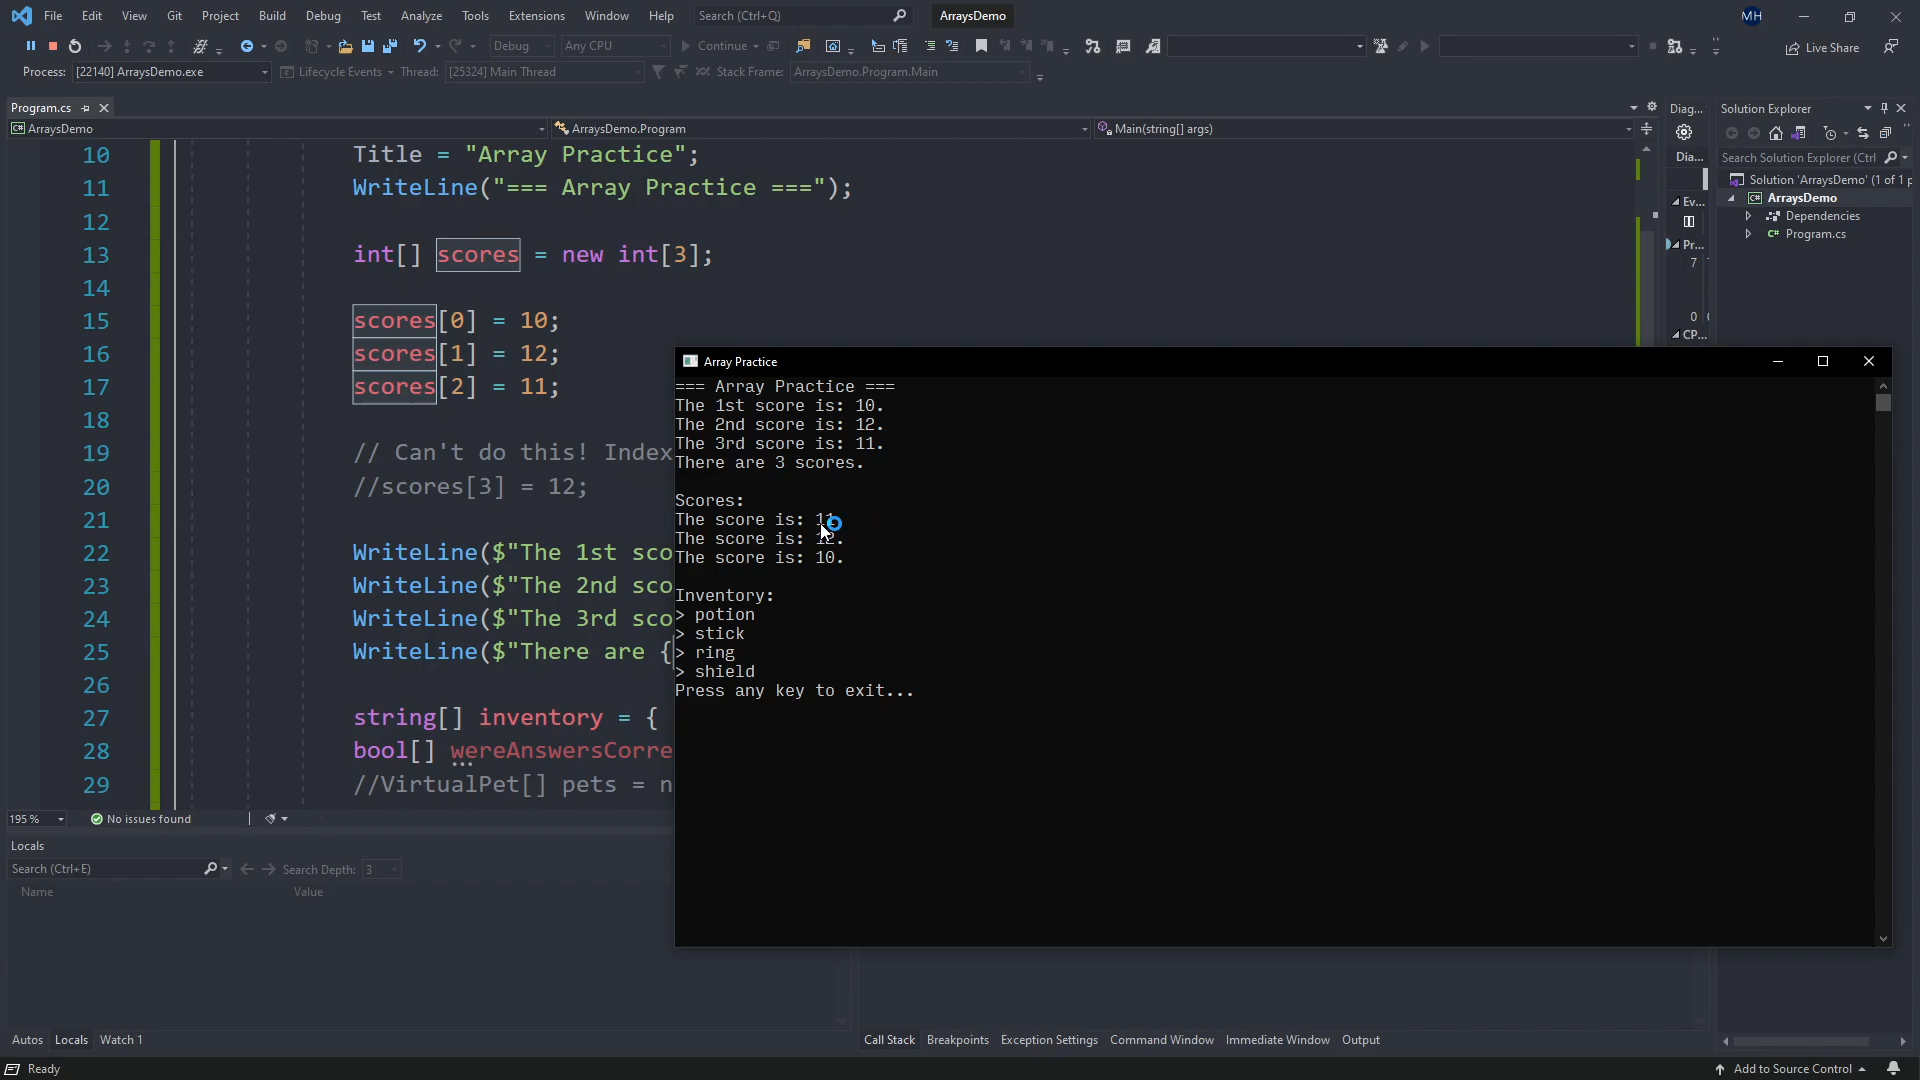 File Edit View Git Project Build Debug Test Analyze Tools Extensions Window Help Search (Ctrl+Q) ArraysDemo MH
Debug Any CPU Continue Live Share
Process: [22140] ArraysDemo.exe Lifecycle Events Thread: [25324] Main Thread Stack Frame: ArraysDemo.Program.Main
Program.cs
ArraysDemo ArraysDemo.Program Main(string[] args)
10 Title = "Array Practice";
11 WriteLine("=== Array Practice ===");
12
13 int[] scores = new int[3];
14
15 scores[0] = 10;
16 scores[1] = 12;
17 scores[2] = 11;
18
19 // Can't do this! Index
20 //scores[3] = 12;
21
22 WriteLine($"The 1st sco
23 WriteLine($"The 2nd sco
24 WriteLine($"The 3rd sco
25 WriteLine($"There are {
26
27 string[] inventory = {
28 bool[] wereAnswersCorre
29 //VirtualPet[] pets = n
195 % No issues found
Array Practice
=== Array Practice ===
The 1st score is: 10.
The 2nd score is: 12.
The 3rd score is: 11.
There are 3 scores.
Scores:
The score is: 11
The score is: 12.
The score is: 10.
Inventory:
> potion
> stick
> ring
> shield
Press any key to exit...
Diag...
Dia...
Ev...
Pr...
7
0
CP...
Solution Explorer
Search Solution Explorer (Ctrl
Solution 'ArraysDemo' (1 of 1 p
ArraysDemo
Dependencies
C# Program.cs
Locals
Search (Ctrl+E) Search Depth: 3
Name Value
Autos Locals Watch 1
Call Stack Breakpoints Exception Settings Command Window Immediate Window Output
Ready Add to Source Control